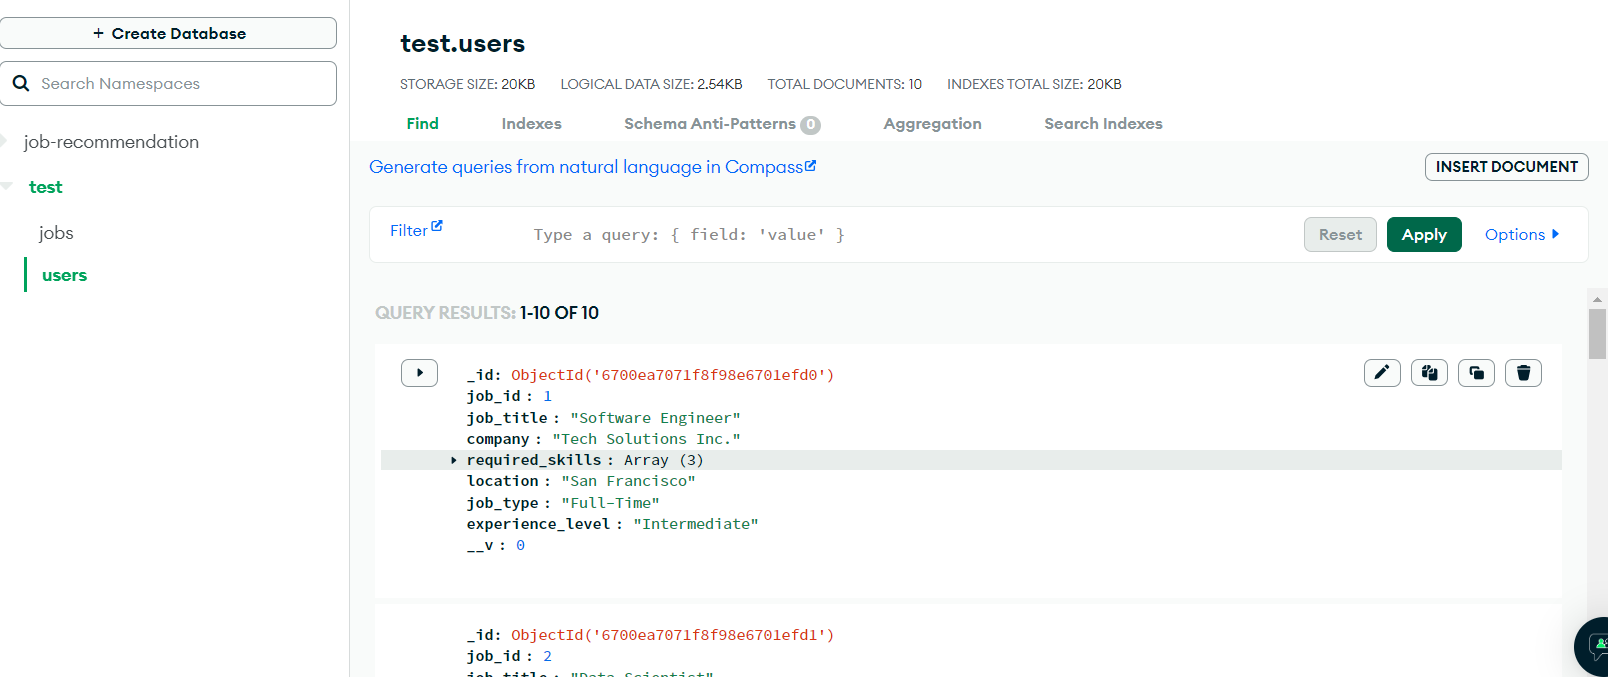 + Create Database
Search Namespaces
job-recommendation
test
jobs
users
test.users
STORAGE SIZE: 20KB LOGICAL DATA SIZE: 2.54KB TOTAL DOCUMENTS: 10 INDEXES TOTAL SIZE: 20KB
Find Indexes Schema Anti-Patterns 0 Aggregation Search Indexes
Generate queries from natural language in Compass
INSERT DOCUMENT
Filter Type a query: { field: 'value' } Reset Apply Options
QUERY RESULTS: 1-10 OF 10
_id: ObjectId('6700ea7071f8f98e6701efd0')
job_id : 1
job_title : "Software Engineer"
company : "Tech Solutions Inc."
required_skills : Array (3)
location : "San Francisco"
job_type : "Full-Time"
experience_level : "Intermediate"
__v : 0
_id: ObjectId('6700ea7071f8f98e6701efd1')
job_id : 2
job_title : "Data Scientist"